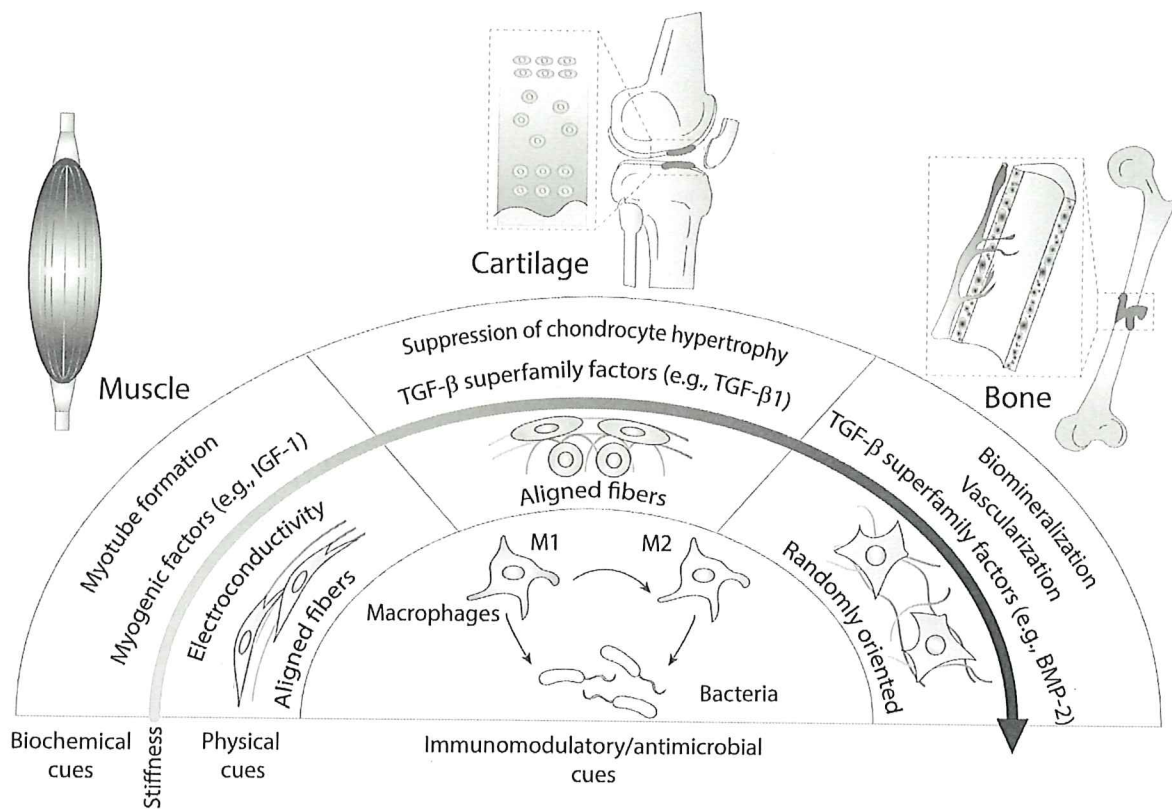 Cartilage
Muscle
Bone
Suppression of chondrocyte hypertrophy
TGF-β superfamily factors (e.g., TGF-β1)
Aligned fibers
Myotube formation
Myogenic factors (e.g., IGF-1)
Electroconductivity
Aligned fibers
Biomineralization
Vascularization
TGF-β superfamily factors (e.g., BMP-2)
Randomly oriented
M1
M2
Macrophages
Bacteria
Biochemical
cues
Stiffness
Physical
cues
Immunomodulatory/antimicrobial
cues